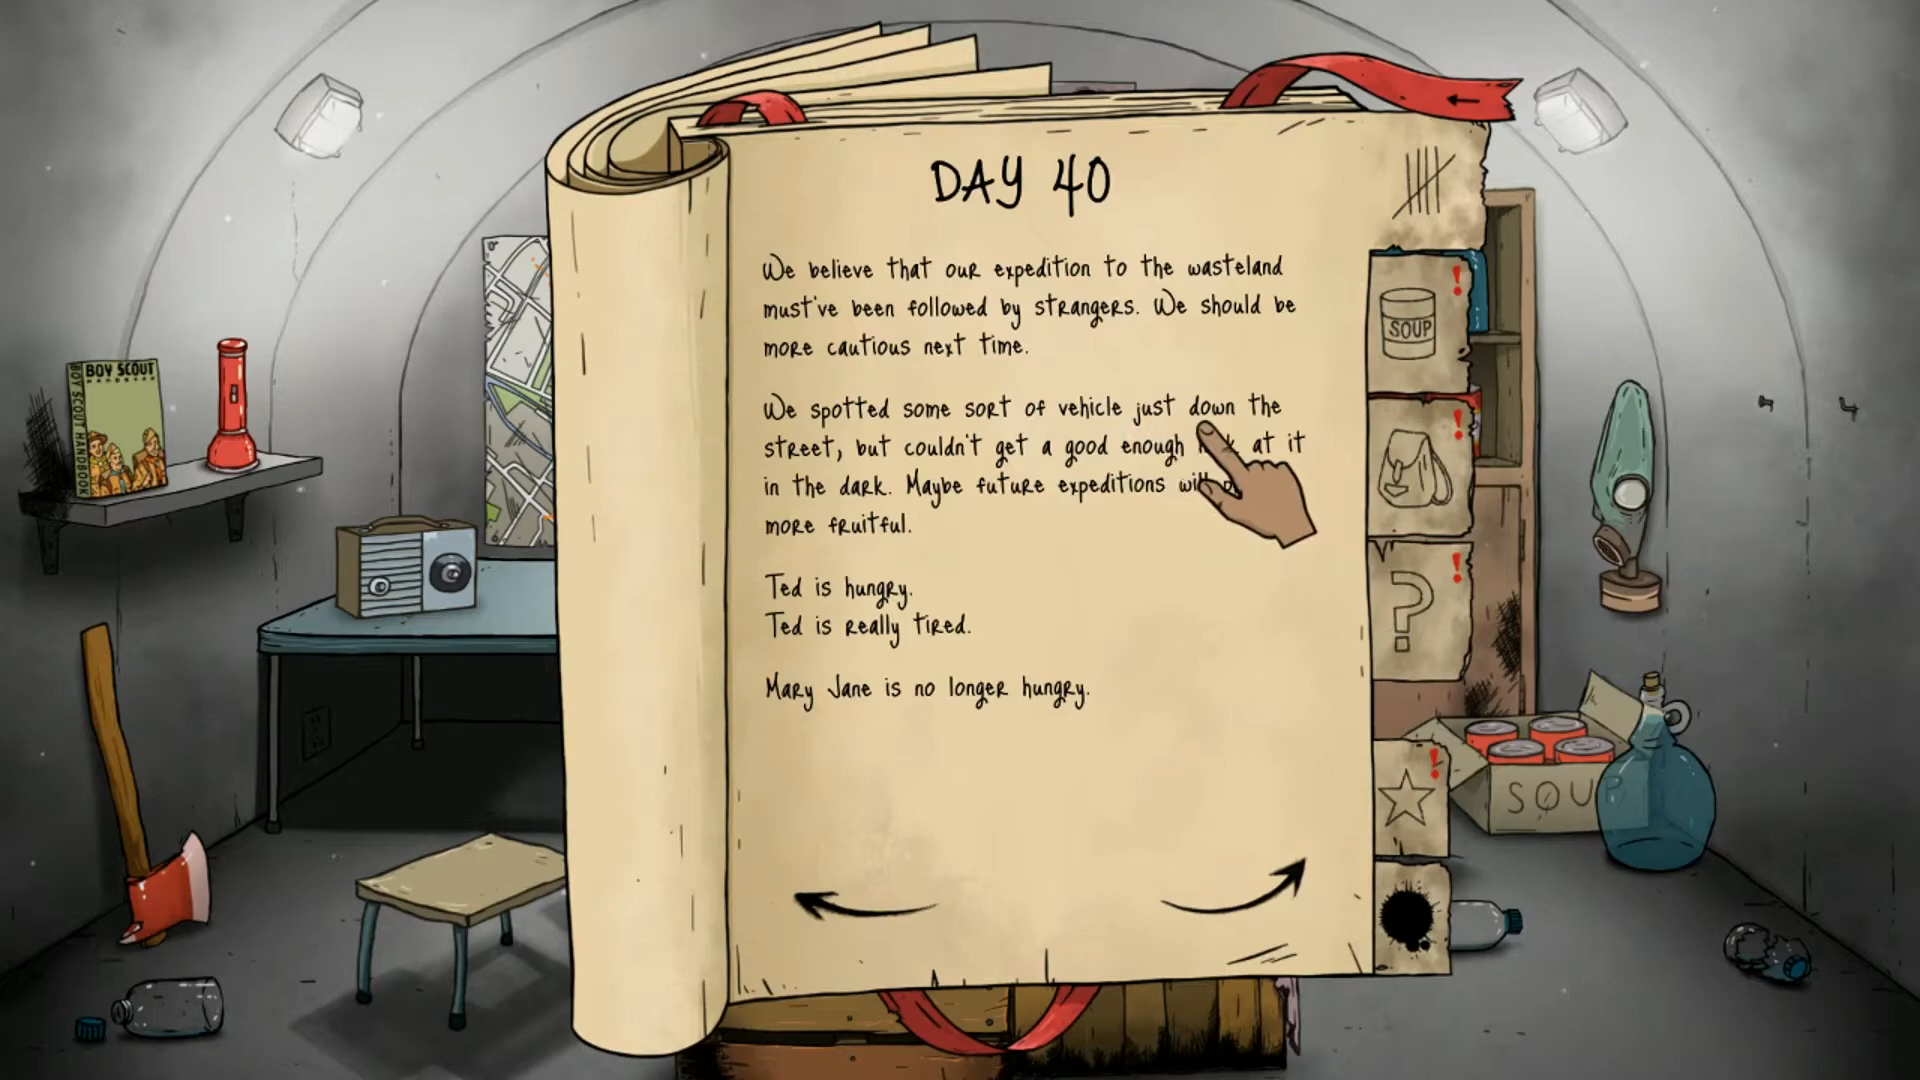 DAY 40
We believe that our expedition to the wasteland
must've been followed by strangers. We should be
more cautious next time.
We spotted some sort of vehicle just down the
street, but couldn't get a good enough at it
in the dark. Maybe future expeditions will
more fruitful.
Ted is hungry.
Ted is really tired.
Mary Jane is no longer hungry.
SOUP
!
!
!
!
?
BOY SCOUT
HANDBOOK
BOY SCOUT HANDBOOK
SOU